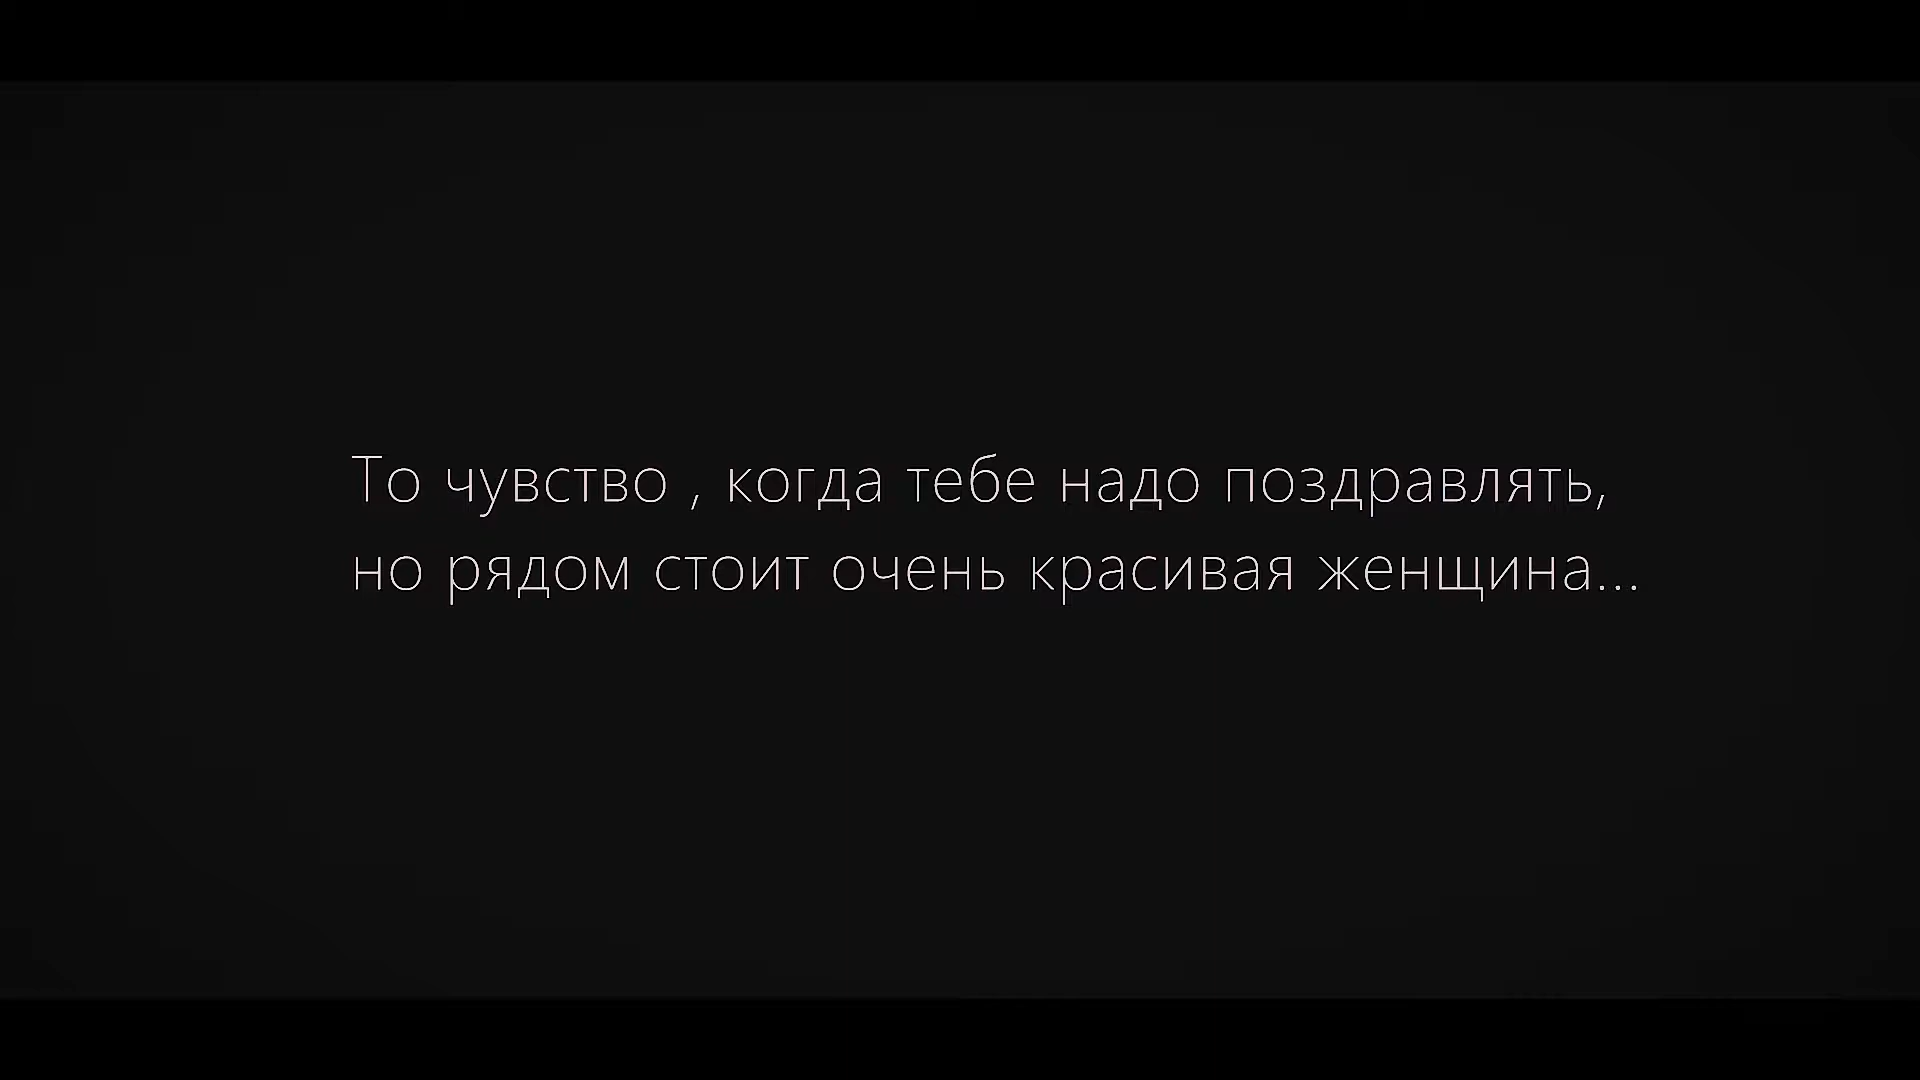 То чувство , когда тебе надо поздравлять,
но рядом стоит очень красивая женщина...